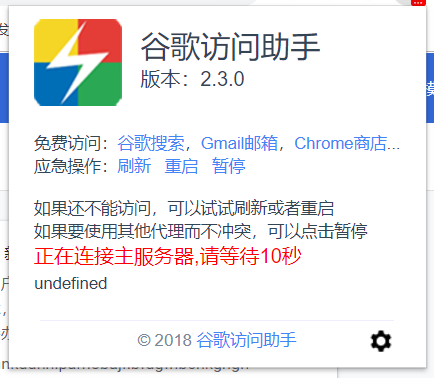 谷歌访问助手
版本：2.3.0
免费访问：谷歌搜索，Gmail邮箱，Chrome商店...
应急操作：刷新 重启 暂停
如果还不能访问，可以试试刷新或者重启
如果要使用其他代理而不冲突，可以点击暂停
正在连接主服务器,请等待10秒
undefined
© 2018 谷歌访问助手